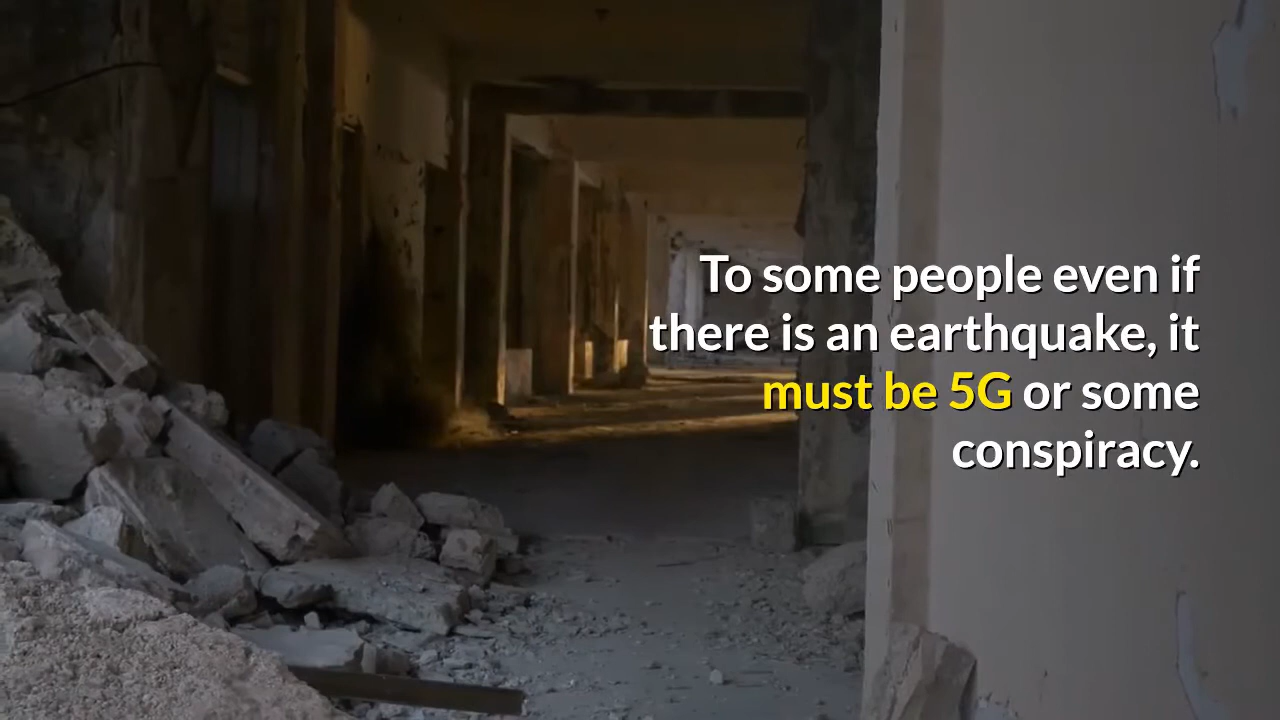 To some people even if
there is an earthquake, it
must be 5G or some
conspiracy.